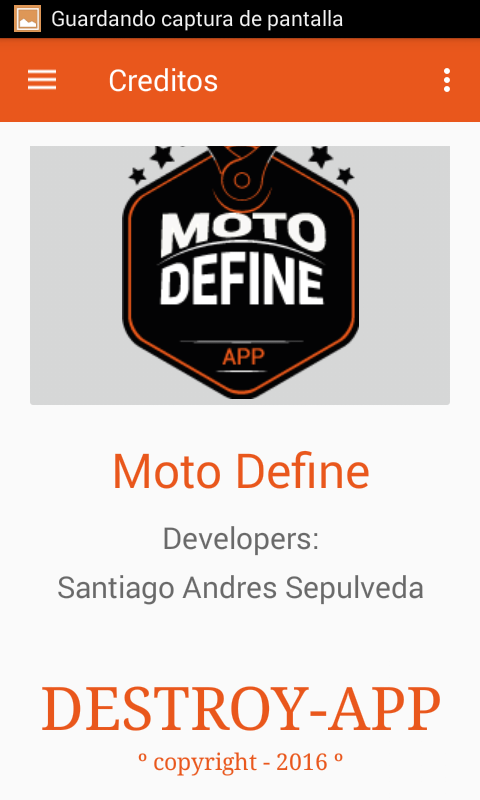 Guardando captura de pantalla
Creditos
MOTO
DEFINE
APP
Moto Define
Developers:
Santiago Andres Sepulveda
DESTROY-APP
º copyright - 2016 º